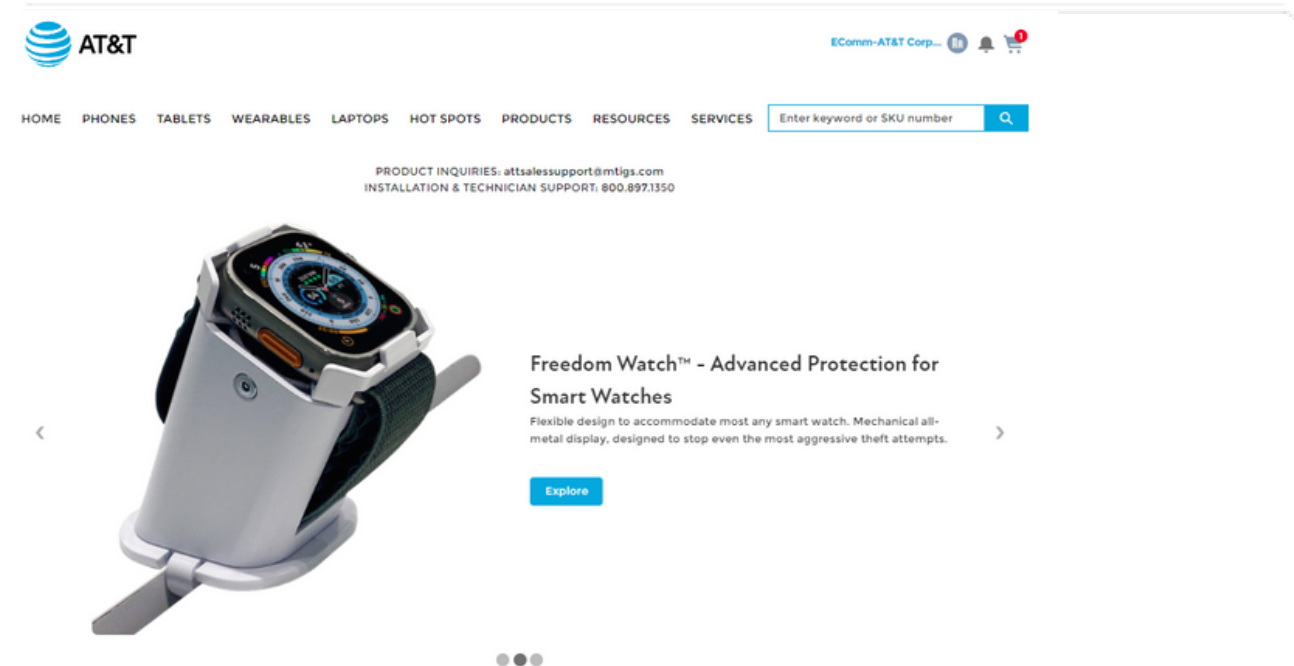 AT&T
EComm-AT&T Corp...
1
HOME PHONES TABLETS WEARABLES LAPTOPS HOT SPOTS PRODUCTS RESOURCES SERVICES Enter keyword or SKU number
PRODUCT INQUIRIES: attsalessupport@mtigs.com
INSTALLATION & TECHNICIAN SUPPORT: 800.897.1350
Freedom Watch™ - Advanced Protection for
Smart Watches
Flexible design to accommodate most any smart watch. Mechanical all-
metal display, designed to stop even the most aggressive theft attempts.
Explore